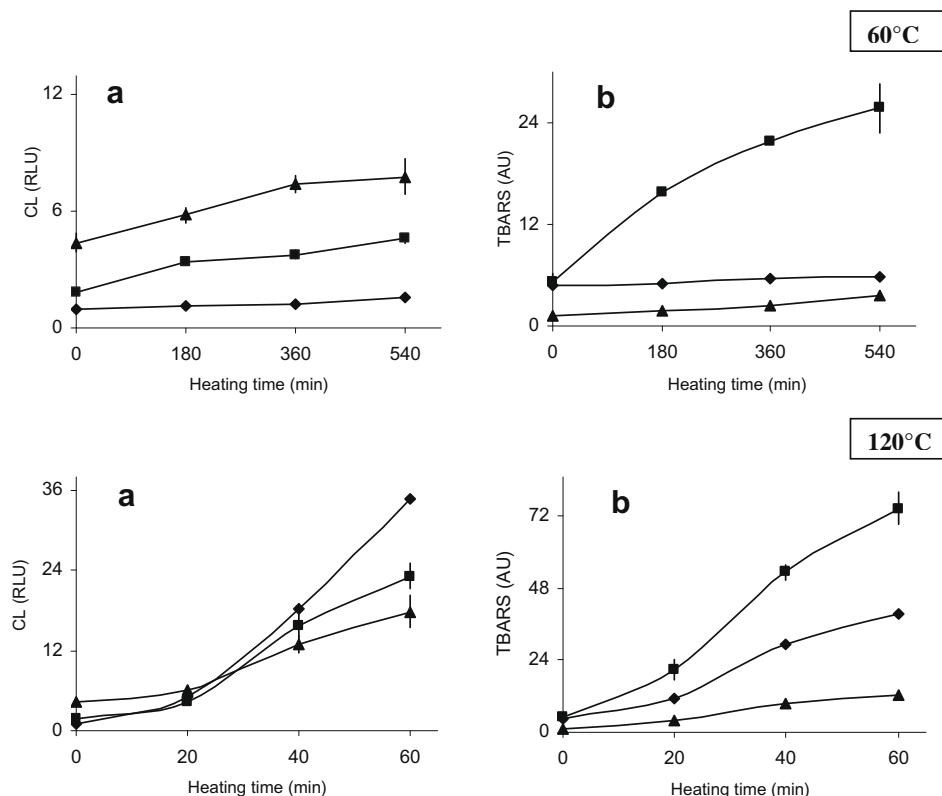 60°C
a
CL (RLU)
12
6
0
0 180 360 540
Heating time (min)
b
TBARS (AU)
24
12
0
0 180 360 540
Heating time (min)
120°C
a
CL (RLU)
36
24
12
0
0 20 40 60
Heating time (min)
b
TBARS (AU)
72
48
24
0
0 20 40 60
Heating time (min)